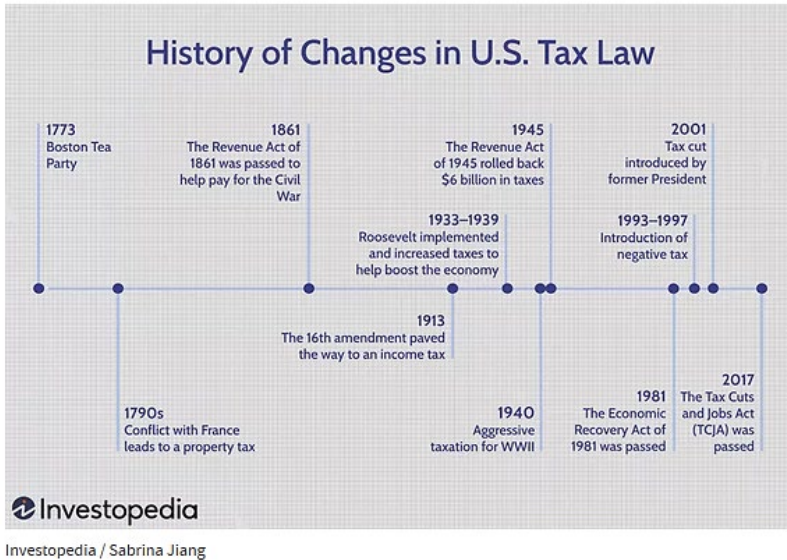 History of Changes in U.S. Tax Law
1773
Boston Tea
Party
1861
The Revenue Act of
1861 was passed to
help pay for the Civil
War
1945
The Revenue Act
of 1945 rolled back
$6 billion in taxes
2001
Tax cut
introduced by
former President
1933–1939
Roosevelt implemented
and increased taxes to
help boost the economy
1993–1997
Introduction of
negative tax
1913
The 16th amendment paved
the way to an income tax
1790s
Conflict with France
leads to a property tax
1940
Aggressive
taxation for WWII
1981
The Economic
Recovery Act of
1981 was passed
2017
The Tax Cuts
and Jobs Act
(TCJA) was
passed
Investopedia
Investopedia / Sabrina Jiang